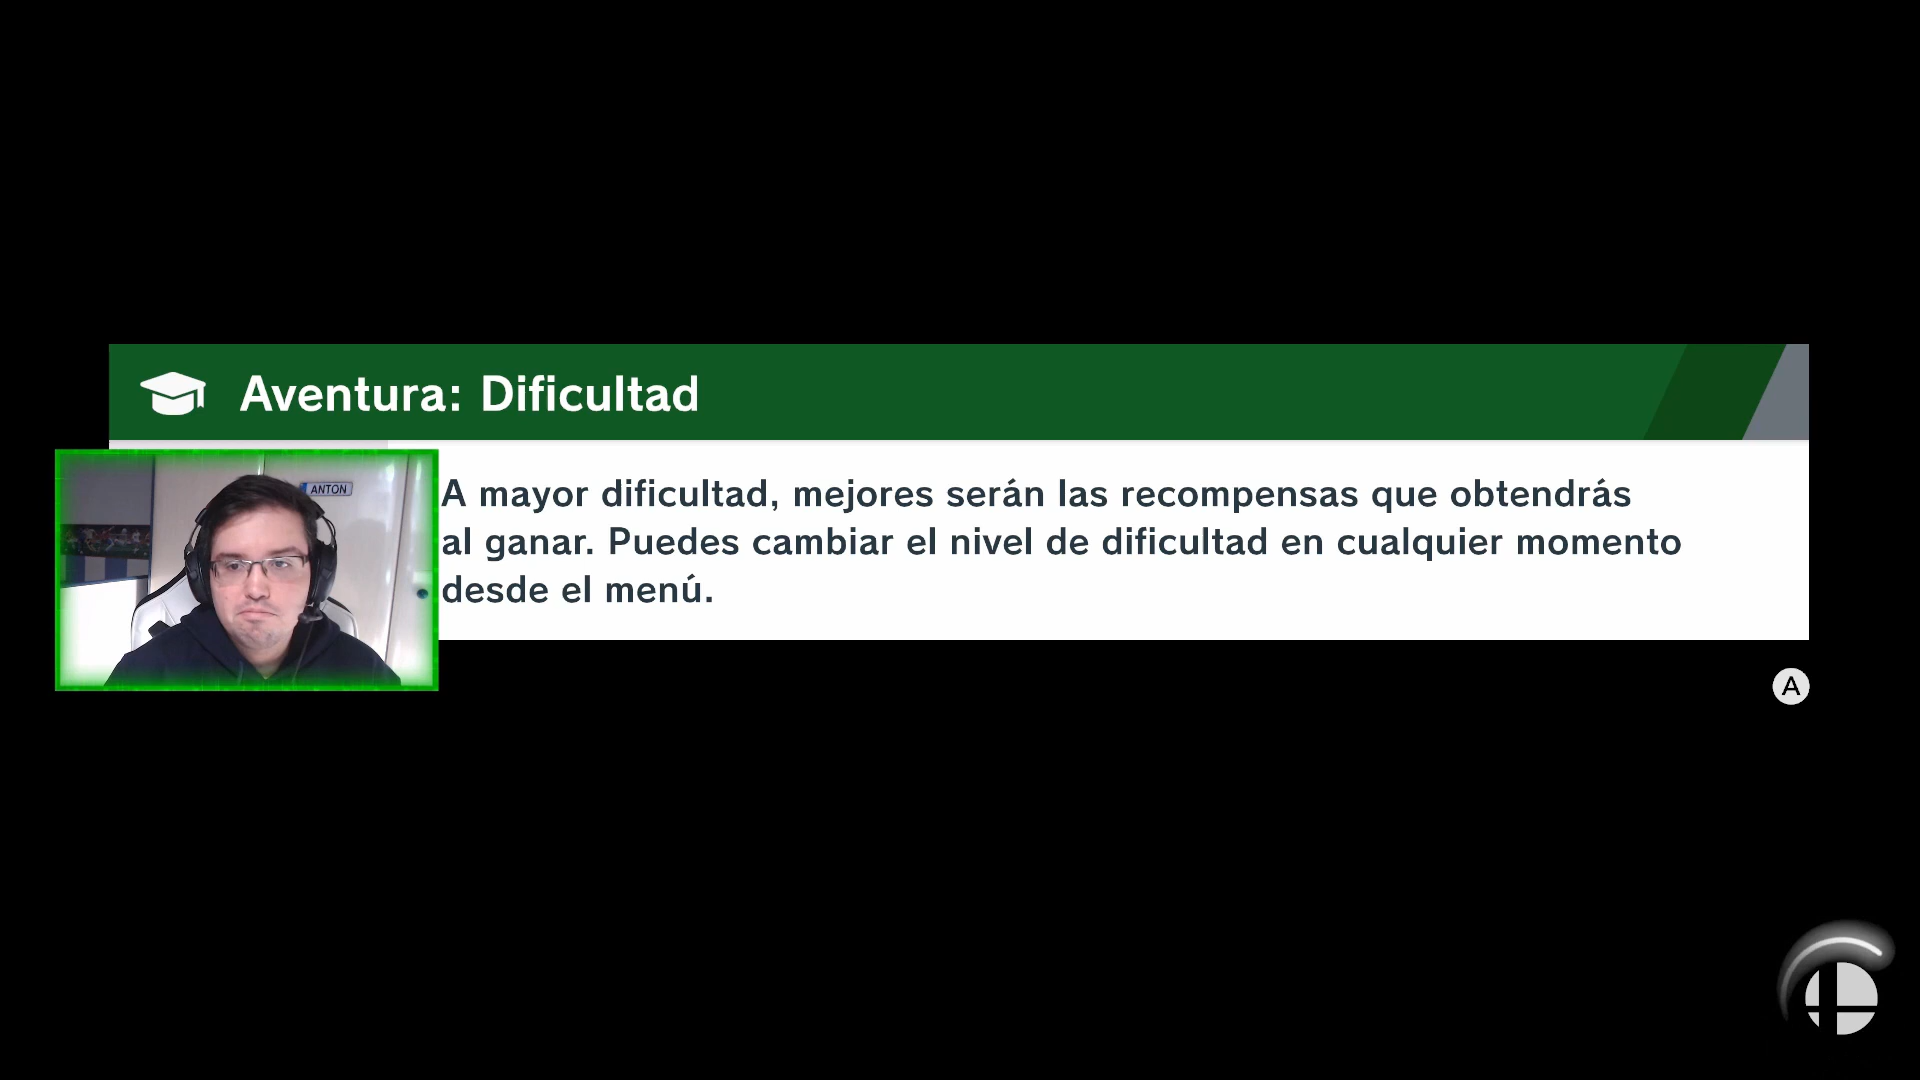 Aventura: Dificultad
ANTON
A mayor dificultad, mejores serán las recompensas que obtendrás
al ganar. Puedes cambiar el nivel de dificultad en cualquier momento
desde el menú.
A